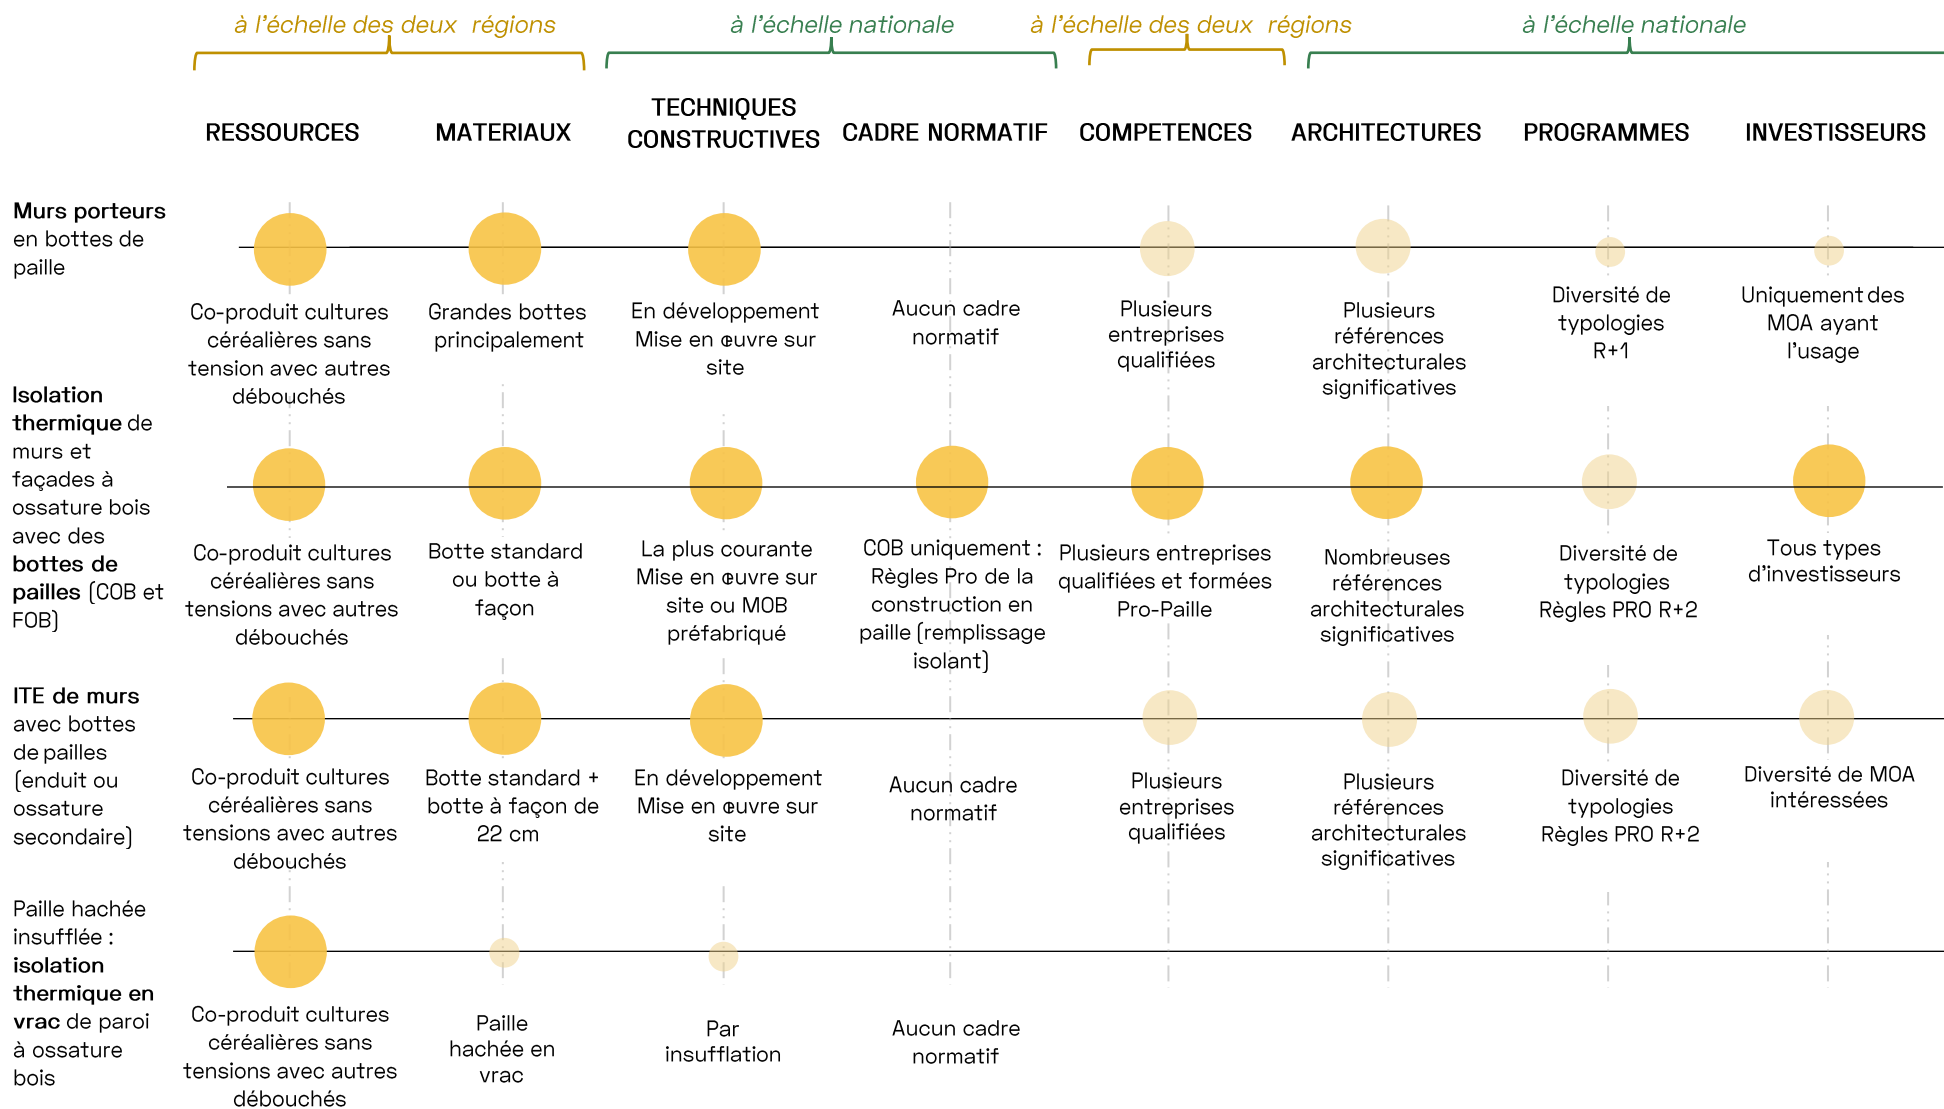 à l'échelle des deux régions
à l'échelle nationale
à l'échelle des deux régions
à l'échelle nationale
RESSOURCES
MATERIAUX
TECHNIQUES
CONSTRUCTIVES
CADRE NORMATIF
COMPETENCES
ARCHITECTURES
PROGRAMMES
INVESTISSEURS
Murs porteurs
en bottes de
paille
Co-produit cultures
céréalières sans
tension avec autres
débouchés
Grandes bottes
principalement
En développement
Mise en œuvre sur
site
Aucun cadre
normatif
Plusieurs
entreprises
qualifiées
Plusieurs
références
architecturales
significatives
Diversité de
typologies
R+1
Uniquement des
MOA ayant
l'usage
Isolation
thermique de
murs et
façades à
ossature bois
avec des
bottes de
pailles (COB et
FOB)
Co-produit cultures
céréalières sans
tensions avec autres
débouchés
Botte standard
ou botte à
façon
La plus courante
Mise en œuvre sur
site ou MOB
préfabriqué
COB uniquement :
Règles Pro de la
construction en
paille (remplissage
isolant)
Plusieurs entreprises
qualifiées et formées
Pro-Paille
Nombreuses
références
architecturales
significatives
Diversité de
typologies
Règles PRO R+2
Tous types
d'investisseurs
ITE de murs
avec bottes
de pailles
(enduit ou
ossature
secondaire)
Co-produit cultures
céréalières sans
tensions avec autres
débouchés
Botte standard +
botte à façon de
22 cm
En développement
Mise en œuvre sur
site
Aucun cadre
normatif
Plusieurs
entreprises
qualifiées
Plusieurs
références
architecturales
significatives
Diversité de
typologies
Règles PRO R+2
Diversité de MOA
intéressées
Paille hachée
insufflée :
isolation
thermique en
vrac de paroi
à ossature
bois
Co-produit cultures
céréalières sans
tensions avec autres
débouchés
Paille
hachée en
vrac
Par
insufflation
Aucun cadre
normatif